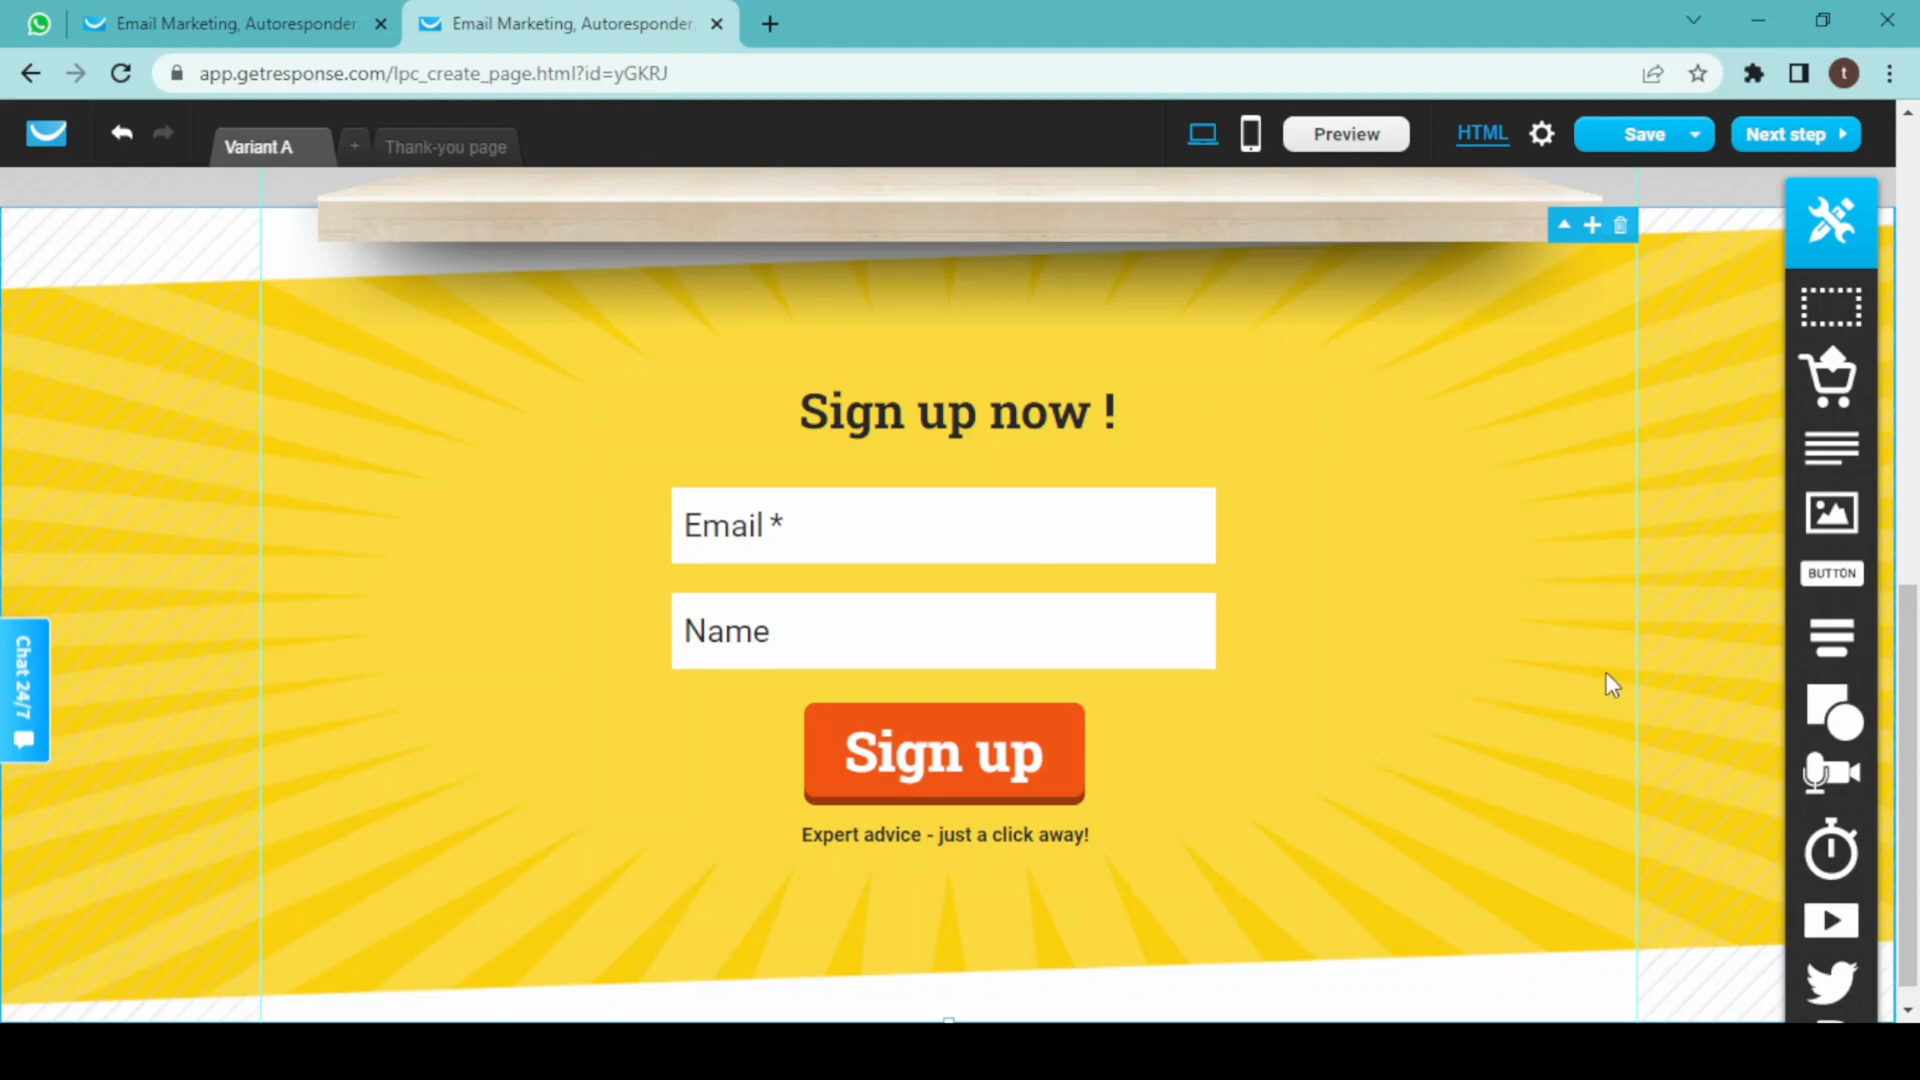 Email Marketing, Autoresponder
Email Marketing, Autoresponder
app.getresponse.com/lpc_create_page.html?id=yGKRJ
t
Variant A
+
Thank-you page
Preview
HTML
Save
Next step
Sign up now !
Email *
Name
Sign up
Expert advice - just a click away!
Chat 24/7
BUTTON